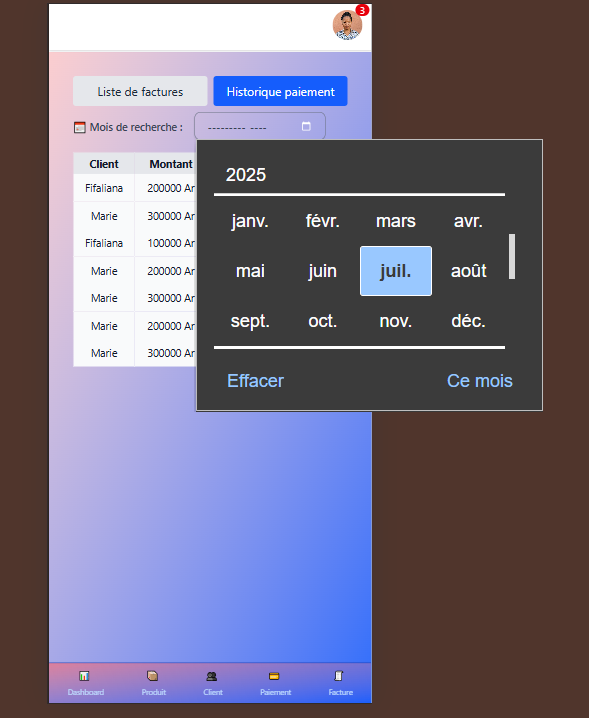 3
Liste de factures
Historique paiement
Mois de recherche :
--------- ----
Client Montant
Fifaliana 200000 Ar
Marie 300000 Ar
Fifaliana 100000 Ar
Marie 200000 Ar
Marie 300000 Ar
Marie 200000 Ar
Marie 300000 Ar
2025
janv. févr. mars avr.
mai juin juil. août
sept. oct. nov. déc.
Effacer Ce mois
Dashboard Produit Client Paiement Facture